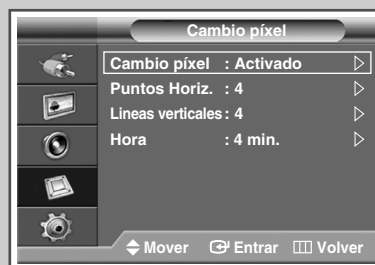 Cambio píxel
Cambio píxel : Activado
Puntos Horiz. : 4
Lineas verticales : 4
Hora : 4 min.
Mover Entrar Volver